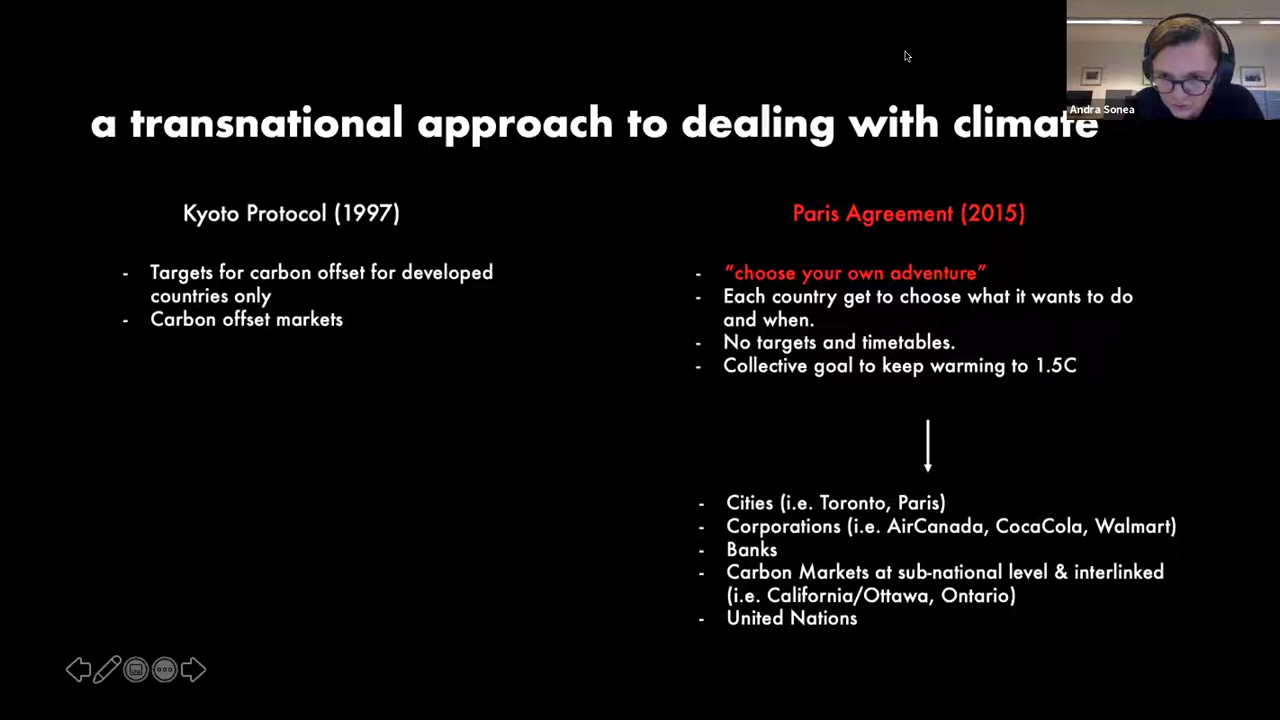 Andra Sonea
a transnational approach to dealing with climate
Kyoto Protocol (1997)
- Targets for carbon offset for developed
countries only
- Carbon offset markets
Paris Agreement (2015)
- “choose your own adventure”
- Each country get to choose what it wants to do
and when.
- No targets and timetables.
- Collective goal to keep warming to 1.5C
- Cities (i.e. Toronto, Paris)
- Corporations (i.e. AirCanada, CocaCola, Walmart)
- Banks
- Carbon Markets at sub-national level & interlinked
(i.e. California/Ottawa, Ontario)
- United Nations